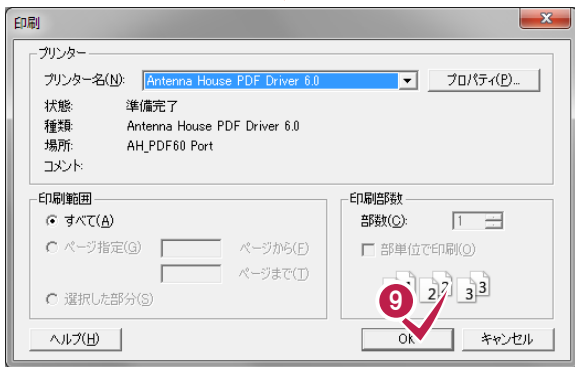 印刷
プリンター
プリンター名(N): Antenna House PDF Driver 6.0 プロパティ(P)...
状態: 準備完了
種類: Antenna House PDF Driver 6.0
場所: AH_PDF60 Port
コメント:
印刷範囲
すべて(A)
ページ指定(G) ページから(F)
ページまで(T)
選択した部分(S)
印刷部数
部数(C): 1
部単位で印刷(O)
1 2 2 3 3
9
ヘルプ(H) OK キャンセル